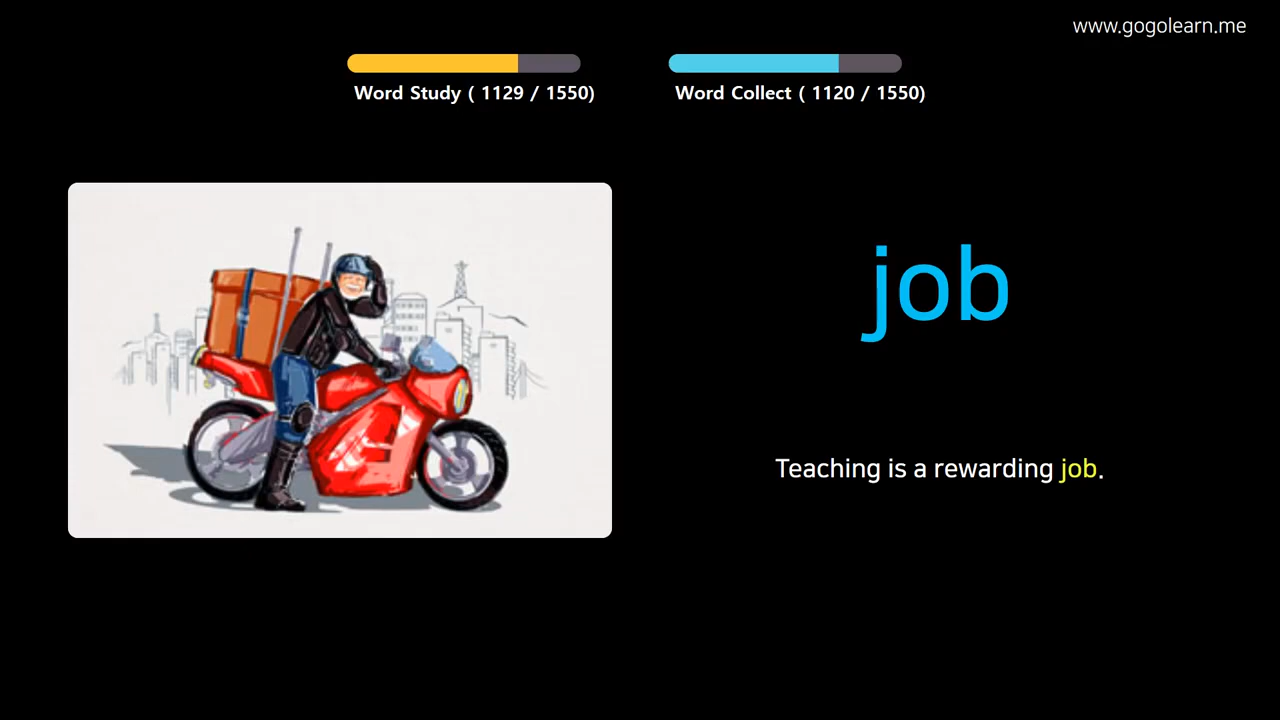 www.gogolearn.me
Word Study ( 1129 / 1550)
Word Collect ( 1120 / 1550)
job
Teaching is a rewarding job.